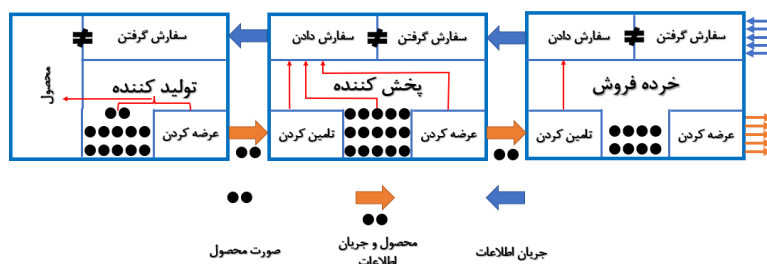 سفارش گرفتن
سفارش دادن
سفارش گرفتن
سفارش دادن
سفارش گرفتن
خرده فروش
پخش کننده
تولید کننده
محصول
تامین کردن
عرضه کردن
تامین کردن
عرضه کردن
عرضه کردن
جریان اطلاعات
محصول و جریان
اطلاعات
صورت محصول